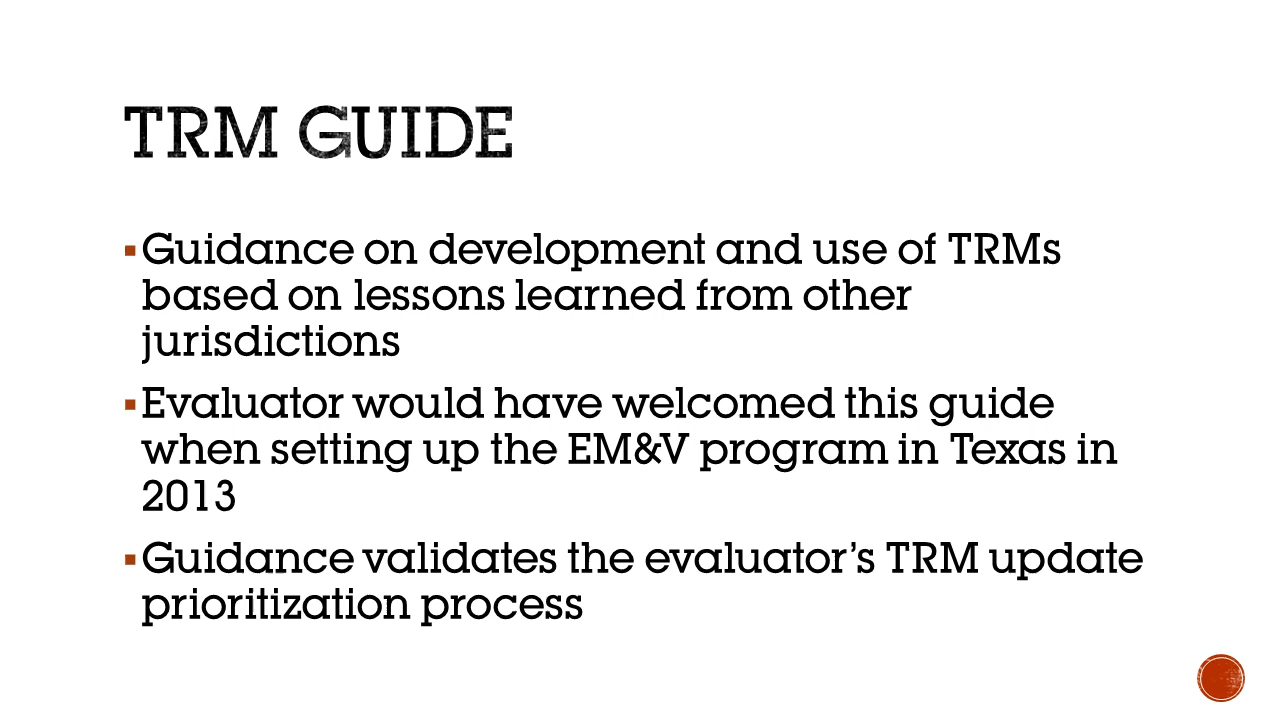 TRM GUIDE
▪Guidance on development and use of TRMs
based on lessons learned from other
jurisdictions
▪Evaluator would have welcomed this guide
when setting up the EM&V program in Texas in
2013
▪Guidance validates the evaluator’s TRM update
prioritization process